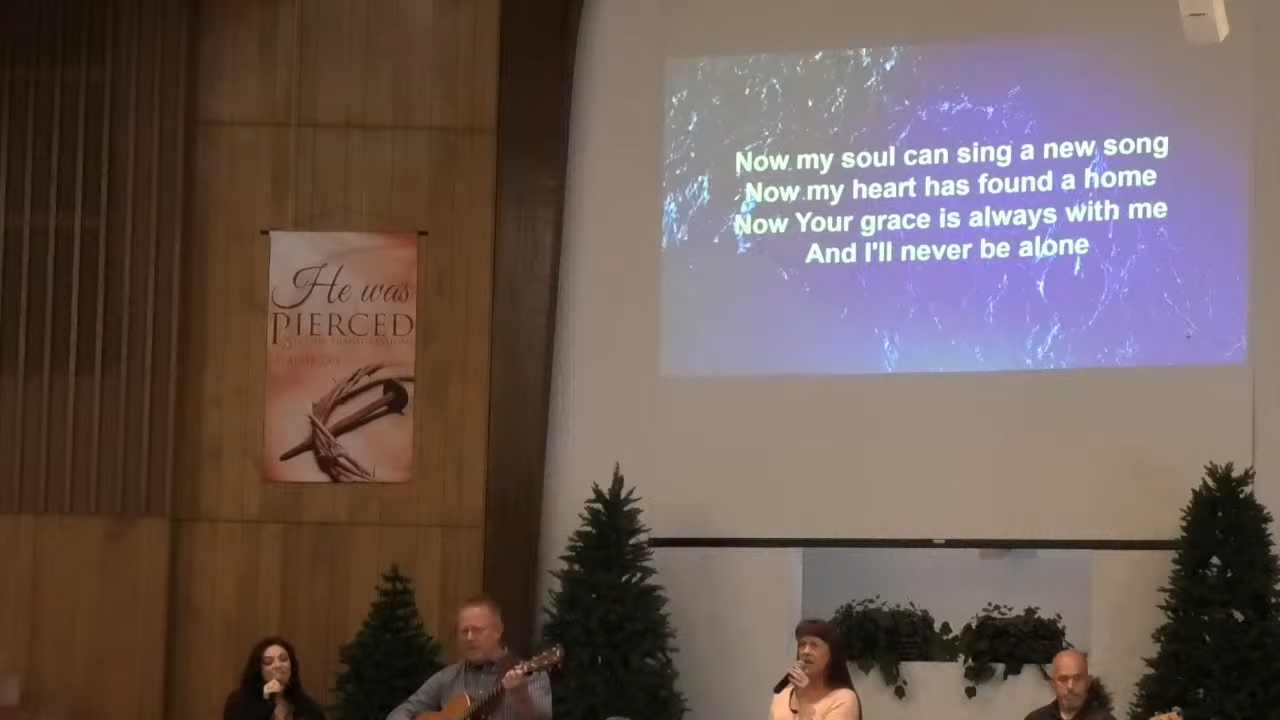 Now my soul can sing a new song
Now my heart has found a home
Now Your grace is always with me
And I'll never be alone
He was
PIERCED